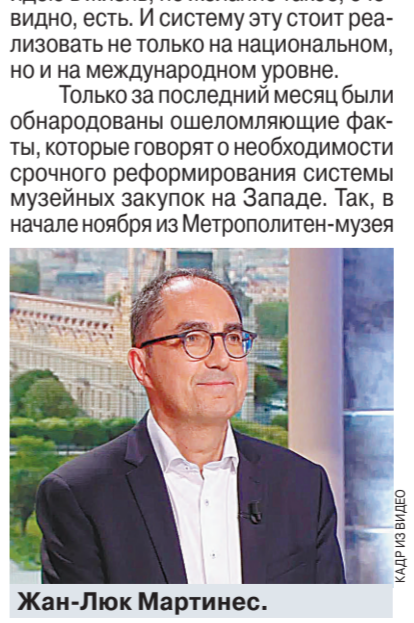 видно, есть. И систему эту стоит реа-
лизовать не только на национальном,
но и на международном уровне.
Только за последний месяц были
обнародованы ошеломляющие фак-
ты, которые говорят о необходимости
срочного реформирования системы
музейных закупок на Западе. Так, в
начале ноября из Метрополитен-музея
КАДР ИЗ ВИДЕО
Жан-Люк Мартинес.